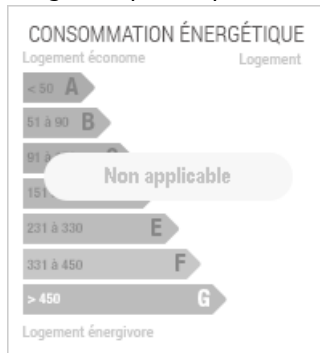 CONSOMMATION ÉNERGÉTIQUE
Logement économe Logement
< 50 A
51 à 90 B
91 à
Non applicable
151
231 à 330 E
331 à 450 F
> 450 G
Logement énergivore